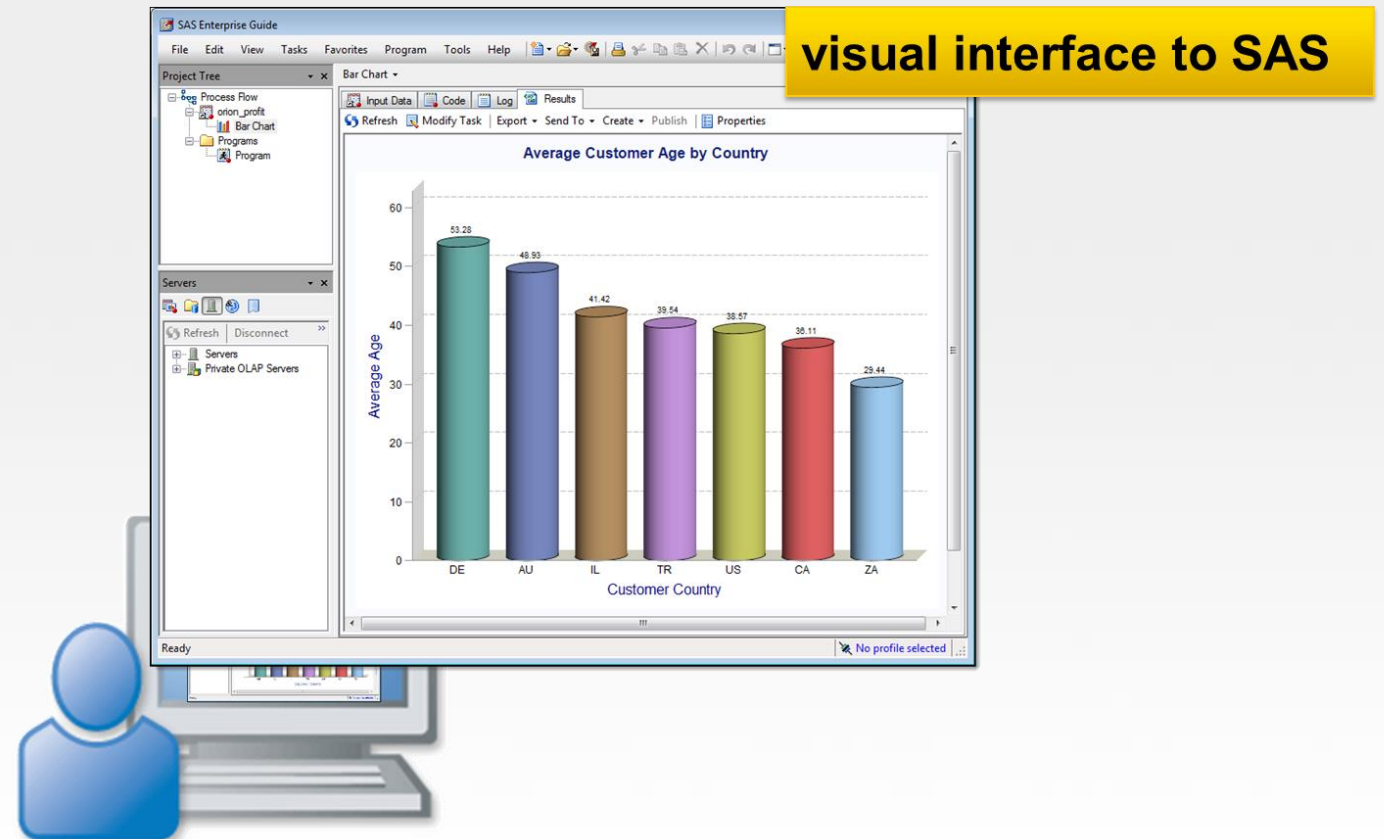 SAS Enterprise Guide
visual interface to SAS
File Edit View Tasks Favorites Program Tools Help
Project Tree
Process Flow
orion_profit
Bar Chart
Programs
Program
Servers
Refresh Disconnect »
Servers
Private OLAP Servers
Bar Chart
Input Data Code Log Results
Refresh Modify Task Export Send To Create Publish Properties
Average Customer Age by Country
60
50
40
30
20
10
0
Average Age
53.28
48.93
41.42
39.54
38.57
36.11
29.44
DE AU IL TR US CA ZA
Customer Country
Ready
No profile selected